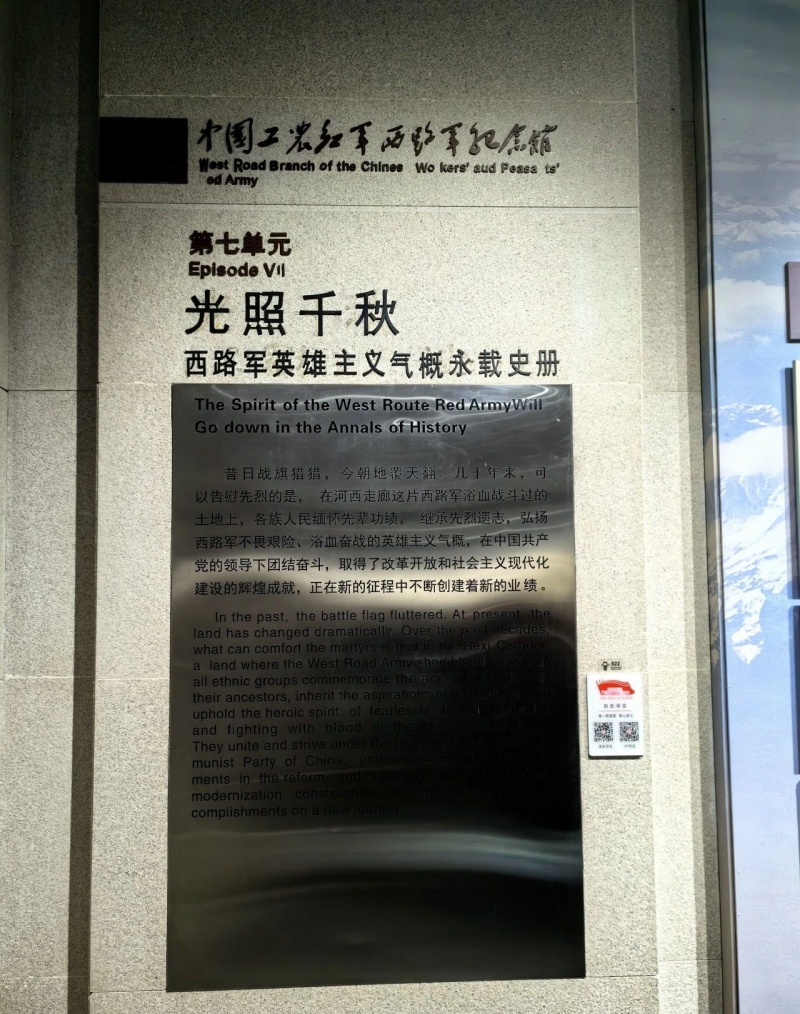 中国工农红军西路军纪念馆
West Road Branch of the Chines Wo kers' aud Peasa ts'
ed Army
第七单元
Episode VII
光照千秋
西路军英雄主义气概永载史册
The Spirit of the West Route Red ArmyWill
Go down in the Annals of History
昔日战旗猎猎，今朝地覆天翻。几十年来，可
以告慰先烈的是，在河西走廊这片西路军浴血战斗过的
土地上，各族人民缅怀先辈功绩，继承先烈遗志，弘扬
西路军不畏艰险、浴血奋战的英雄主义气概，在中国共产
党的领导下团结奋斗，取得了改革开放和社会主义现代化
建设的辉煌成就，正在新的征程中不断创建着新的业绩。
In the past, the battle flag fluttered. At present, the
land has changed dramatically. Over the past decades,
what can comfort the martyrs is that in the Hexi Corridor,
a land where the West Road Army
all ethnic groups commemorate the
their ancestors, inherit the aspirations of
uphold the heroic spirit of fearlessly
and fighting with blood of the
They unite and strive under the
munist Party of China,
ments in the reform and
modernization construction
complishments on a new journey.
022